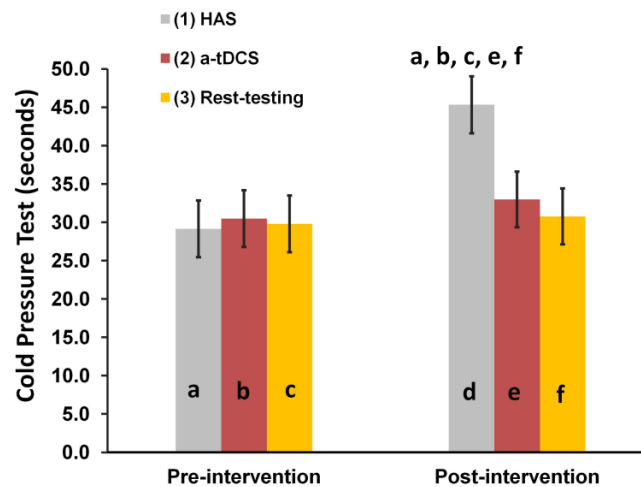 (1) HAS
(2) a-tDCS
(3) Rest-testing
a, b, c, e, f
Cold Pressure Test (seconds)
50.0
45.0
40.0
35.0
30.0
25.0
20.0
15.0
10.0
5.0
0.0
a b c
d e f
Pre-intervention
Post-intervention